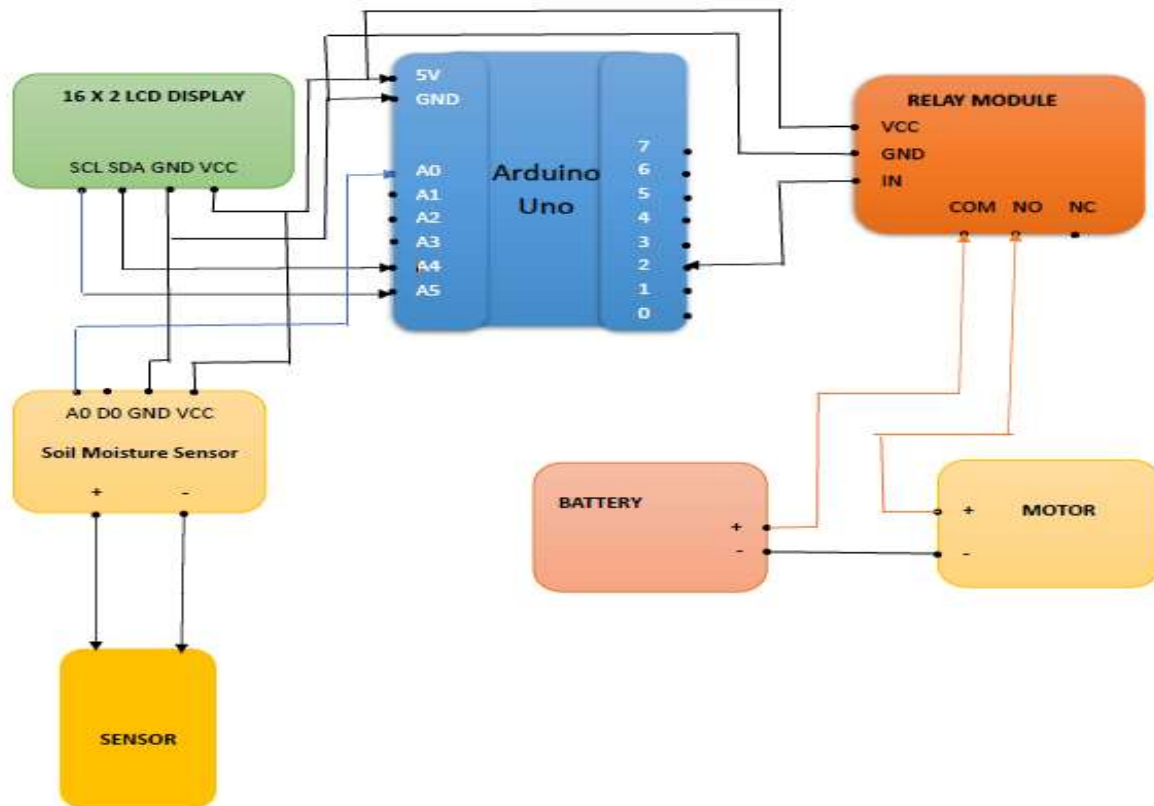 16 X 2 LCD DISPLAY
SCL SDA GND VCC
5V
GND
A0
A1
A2
A3
A4
A5
Arduino
Uno
7
6
5
4
3
2
1
0
RELAY MODULE
VCC
GND
IN
COM NO NC
A0 D0 GND VCC
Soil Moisture Sensor
+ -
SENSOR
BATTERY
+
-
+ MOTOR
-